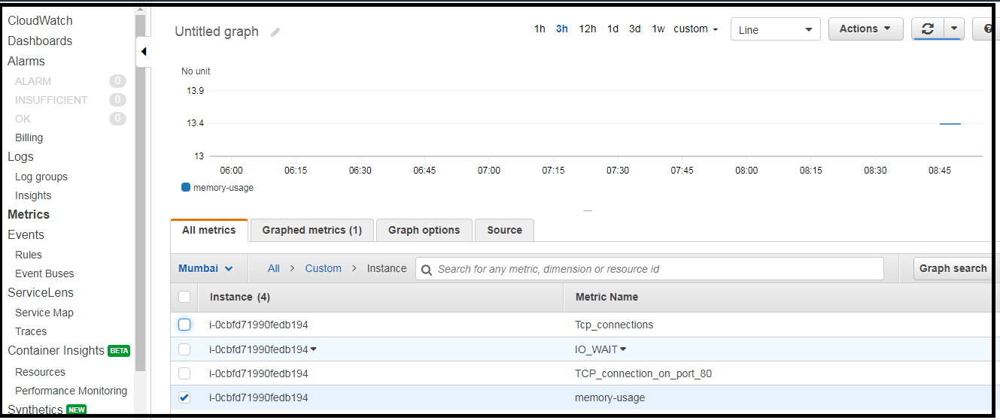 CloudWatch
Dashboards
Alarms
ALARM 0
INSUFFICIENT 0
OK 0
Billing
Logs
Log groups
Insights
Metrics
Events
Rules
Event Buses
ServiceLens
Service Map
Traces
Container Insights BETA
Resources
Performance Monitoring
Synthetics NEW
Untitled graph
1h 3h 12h 1d 3d 1w custom
Line
Actions
?
No unit
13.9
13.4
13
06:00 06:15 06:30 06:45 07:00 07:15 07:30 07:45 08:00 08:15 08:30 08:45
memory-usage
All metrics Graphed metrics (1) Graph options Source
Mumbai All Custom Instance Search for any metric, dimension or resource id Graph search
Instance (4) Metric Name
i-0cbfd71990fedb194 Tcp_connections
i-0cbfd71990fedb194 IO_WAIT
i-0cbfd71990fedb194 TCP_connection_on_port_80
i-0cbfd71990fedb194 memory-usage